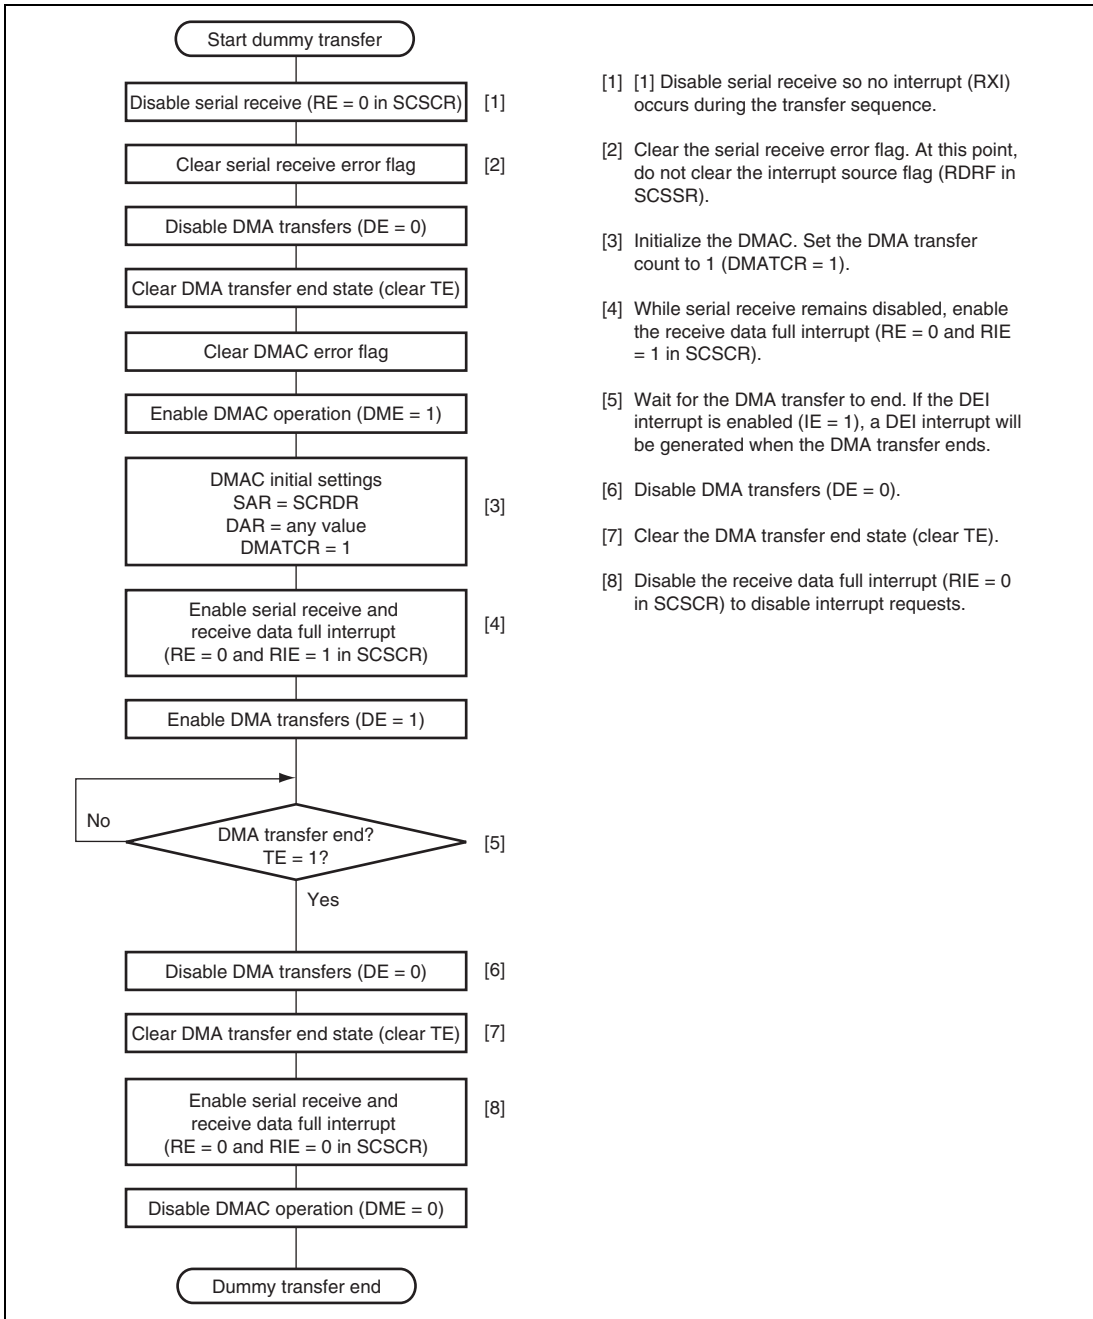 Start dummy transfer
Disable serial receive (RE = 0 in SCSCR)
[1]
Clear serial receive error flag
[2]
Disable DMA transfers (DE = 0)
Clear DMA transfer end state (clear TE)
Clear DMAC error flag
Enable DMAC operation (DME = 1)
DMAC initial settings
SAR = SCRDR
DAR = any value
DMATCR = 1
[3]
Enable serial receive and
receive data full interrupt
(RE = 0 and RIE = 1 in SCSCR)
[4]
Enable DMA transfers (DE = 1)
No
DMA transfer end?
TE = 1?
[5]
Yes
Disable DMA transfers (DE = 0)
[6]
Clear DMA transfer end state (clear TE)
[7]
Enable serial receive and
receive data full interrupt
(RE = 0 and RIE = 0 in SCSCR)
[8]
Disable DMAC operation (DME = 0)
Dummy transfer end
[1] [1] Disable serial receive so no interrupt (RXI)
occurs during the transfer sequence.
[2] Clear the serial receive error flag. At this point,
do not clear the interrupt source flag (RDRF in
SCSSR).
[3] Initialize the DMAC. Set the DMA transfer
count to 1 (DMATCR = 1).
[4] While serial receive remains disabled, enable
the receive data full interrupt (RE = 0 and RIE
= 1 in SCSCR).
[5] Wait for the DMA transfer to end. If the DEI
interrupt is enabled (IE = 1), a DEI interrupt will
be generated when the DMA transfer ends.
[6] Disable DMA transfers (DE = 0).
[7] Clear the DMA transfer end state (clear TE).
[8] Disable the receive data full interrupt (RIE = 0
in SCSCR) to disable interrupt requests.